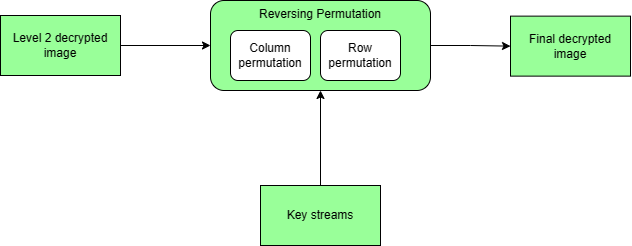 Reversing Permutation
Level 2 decrypted
image
Column
permutation
Row
permutation
Final decrypted
image
Key streams